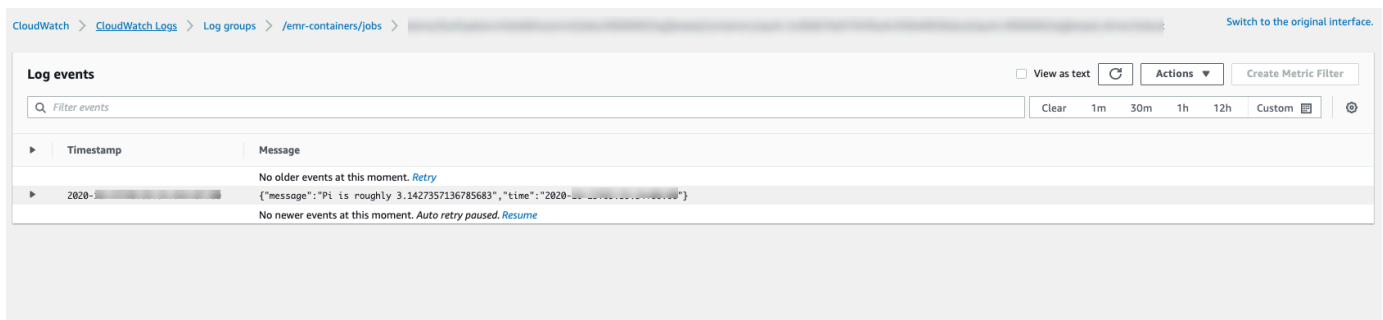 CloudWatch > CloudWatch Logs > Log groups > /emr-containers/jobs >
Switch to the original interface.
Log events
View as text
Actions ▼
Create Metric Filter
Filter events
Clear 1m 30m 1h 12h Custom
Timestamp Message
No older events at this moment. Retry
2020- {"message":"Pi is roughly 3.1427357136785683","time":"2020- "}
No newer events at this moment. Auto retry paused. Resume